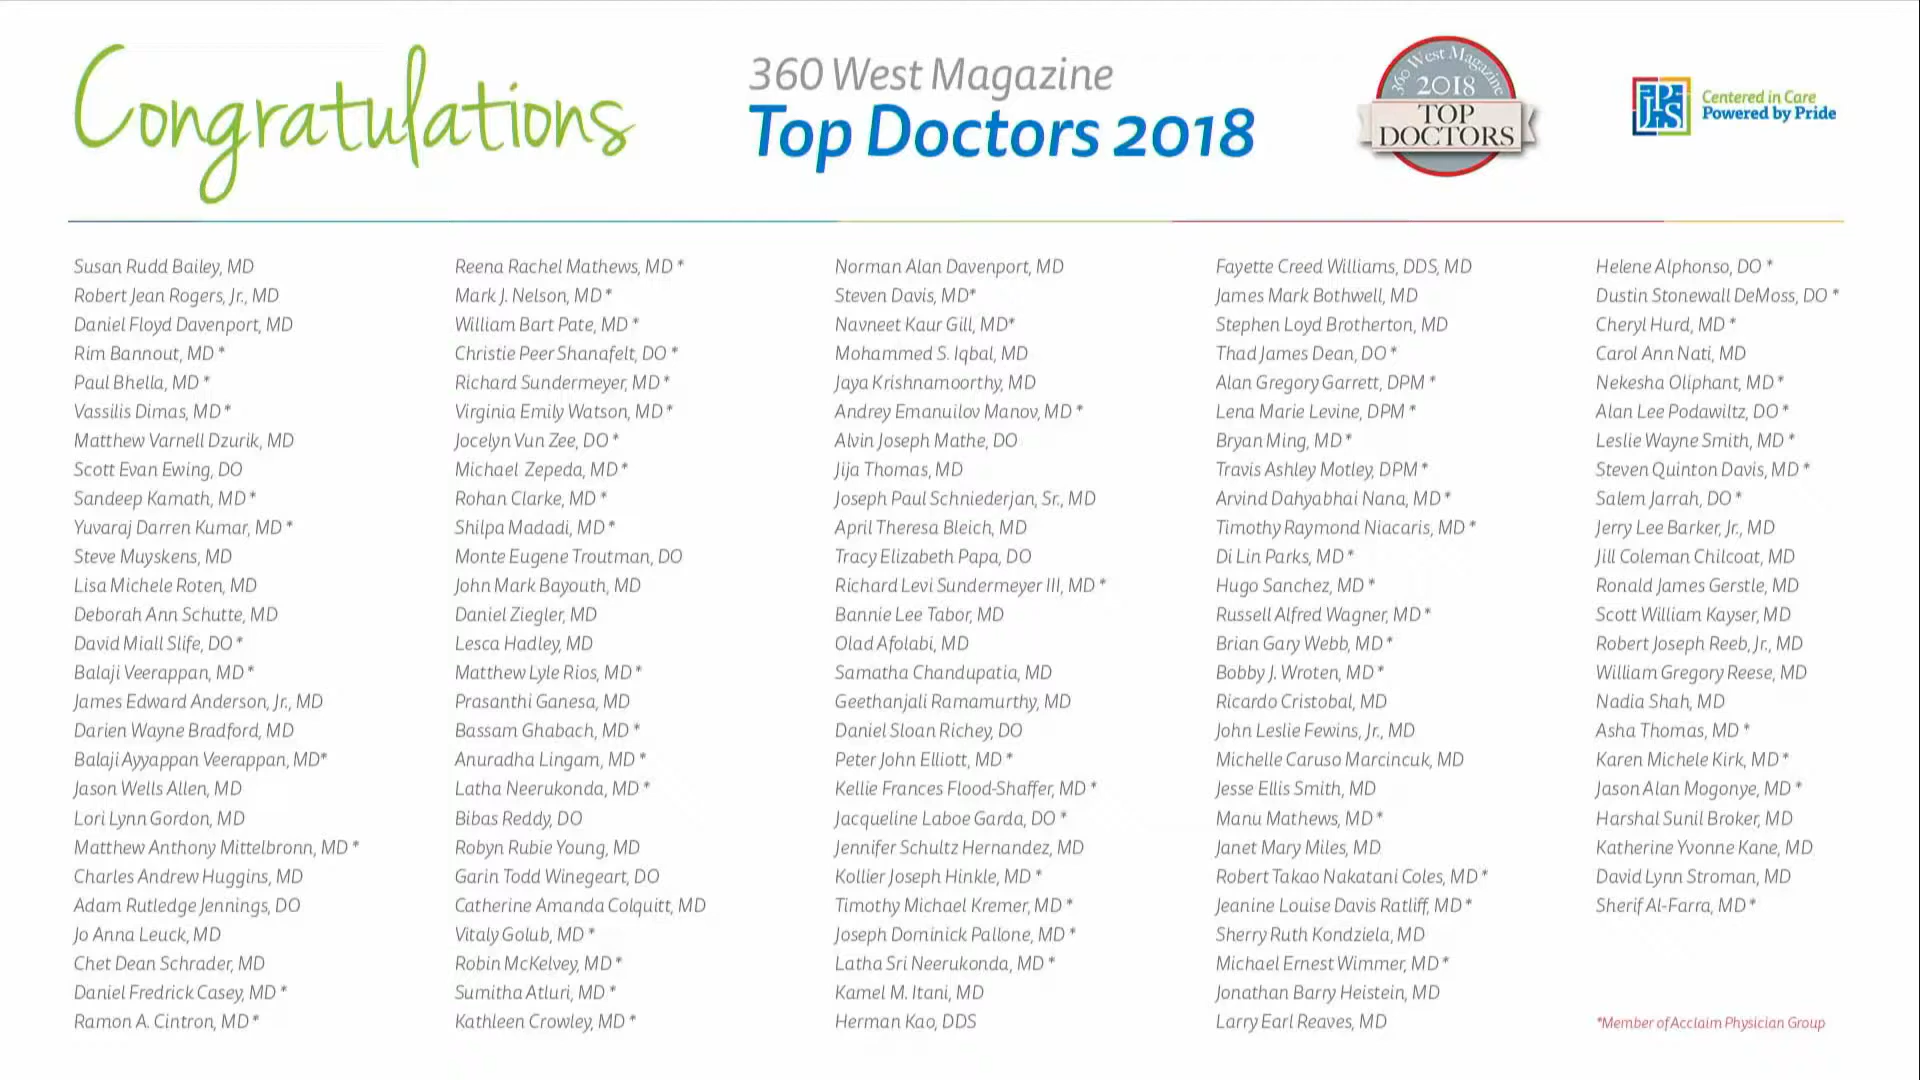 Congratulations
360 West Magazine
Top Doctors 2018
360 West Magazine
2018
TOP
DOCTORS
JPS
Centered in Care
Powered by Pride
Susan Rudd Bailey, MD
Robert Jean Rogers, Jr., MD
Daniel Floyd Davenport, MD
Rim Bannout, MD *
Paul Bhella, MD *
Vassilis Dimas, MD *
Matthew Varnell Dzurik, MD
Scott Evan Ewing, DO
Sandeep Kamath, MD *
Yuvaraj Darren Kumar, MD *
Steve Muyskens, MD
Lisa Michele Roten, MD
Deborah Ann Schutte, MD
David Miall Slife, DO *
Balaji Veerappan, MD *
James Edward Anderson, Jr., MD
Darien Wayne Bradford, MD
Balaji Ayyappan Veerappan, MD*
Jason Wells Allen, MD
Lori Lynn Gordon, MD
Matthew Anthony Mittelbronn, MD *
Charles Andrew Huggins, MD
Adam Rutledge Jennings, DO
Jo Anna Leuck, MD
Chet Dean Schrader, MD
Daniel Fredrick Casey, MD *
Ramon A. Cintron, MD *
Reena Rachel Mathews, MD *
Mark J. Nelson, MD *
William Bart Pate, MD *
Christie Peer Shanafelt, DO *
Richard Sundermeyer, MD *
Virginia Emily Watson, MD *
Jocelyn Vun Zee, DO *
Michael Zepeda, MD *
Rohan Clarke, MD *
Shilpa Madadi, MD *
Monte Eugene Troutman, DO
John Mark Bayouth, MD
Daniel Ziegler, MD
Lesca Hadley, MD
Matthew Lyle Rios, MD *
Prasanthi Ganesa, MD
Bassam Ghabach, MD *
Anuradha Lingam, MD *
Latha Neerukonda, MD *
Bibas Reddy, DO
Robyn Rubie Young, MD
Garin Todd Winegeart, DO
Catherine Amanda Colquitt, MD
Vitaly Golub, MD *
Robin McKelvey, MD *
Sumitha Atluri, MD *
Kathleen Crowley, MD *
Norman Alan Davenport, MD
Steven Davis, MD*
Navneet Kaur Gill, MD*
Mohammed S. Iqbal, MD
Jaya Krishnamoorthy, MD
Andrey Emanuilov Manov, MD *
Alvin Joseph Mathe, DO
Jija Thomas, MD
Joseph Paul Schniederjan, Sr., MD
April Theresa Bleich, MD
Tracy Elizabeth Papa, DO
Richard Levi Sundermeyer III, MD *
Bannie Lee Tabor, MD
Olad Afolabi, MD
Samatha Chandupatia, MD
Geethanjali Ramamurthy, MD
Daniel Sloan Richey, DO
Peter John Elliott, MD *
Kellie Frances Flood-Shaffer, MD *
Jacqueline Laboe Garda, DO *
Jennifer Schultz Hernandez, MD
Kollier Joseph Hinkle, MD *
Timothy Michael Kremer, MD *
Joseph Dominick Pallone, MD *
Latha Sri Neerukonda, MD *
Kamel M. Itani, MD
Herman Kao, DDS
Fayette Creed Williams, DDS, MD
James Mark Bothwell, MD
Stephen Loyd Brotherton, MD
Thad James Dean, DO *
Alan Gregory Garrett, DPM *
Lena Marie Levine, DPM *
Bryan Ming, MD *
Travis Ashley Motley, DPM *
Arvind Dahyabhai Nana, MD *
Timothy Raymond Niacaris, MD *
Di Lin Parks, MD *
Hugo Sanchez, MD *
Russell Alfred Wagner, MD *
Brian Gary Webb, MD *
Bobby J. Wroten, MD *
Ricardo Cristobal, MD
John Leslie Fewins, Jr., MD
Michelle Caruso Marcincuk, MD
Jesse Ellis Smith, MD
Manu Mathews, MD *
Janet Mary Miles, MD
Robert Takao Nakatani Coles, MD *
Jeanine Louise Davis Ratliff, MD *
Sherry Ruth Kondziela, MD
Michael Ernest Wimmer, MD *
Jonathan Barry Heistein, MD
Larry Earl Reaves, MD
Helene Alphonso, DO *
Dustin Stonewall DeMoss, DO *
Cheryl Hurd, MD *
Carol Ann Nati, MD
Nekesha Oliphant, MD *
Alan Lee Podawiltz, DO *
Leslie Wayne Smith, MD *
Steven Quinton Davis, MD *
Salem Jarrah, DO *
Jerry Lee Barker, Jr., MD
Jill Coleman Chilcoat, MD
Ronald James Gerstle, MD
Scott William Kayser, MD
Robert Joseph Reeb, Jr., MD
William Gregory Reese, MD
Nadia Shah, MD
Asha Thomas, MD *
Karen Michele Kirk, MD *
Jason Alan Mogonye, MD *
Harshal Sunil Broker, MD
Katherine Yvonne Kane, MD
David Lynn Stroman, MD
Sherif Al-Farra, MD *
*Member of Acclaim Physician Group